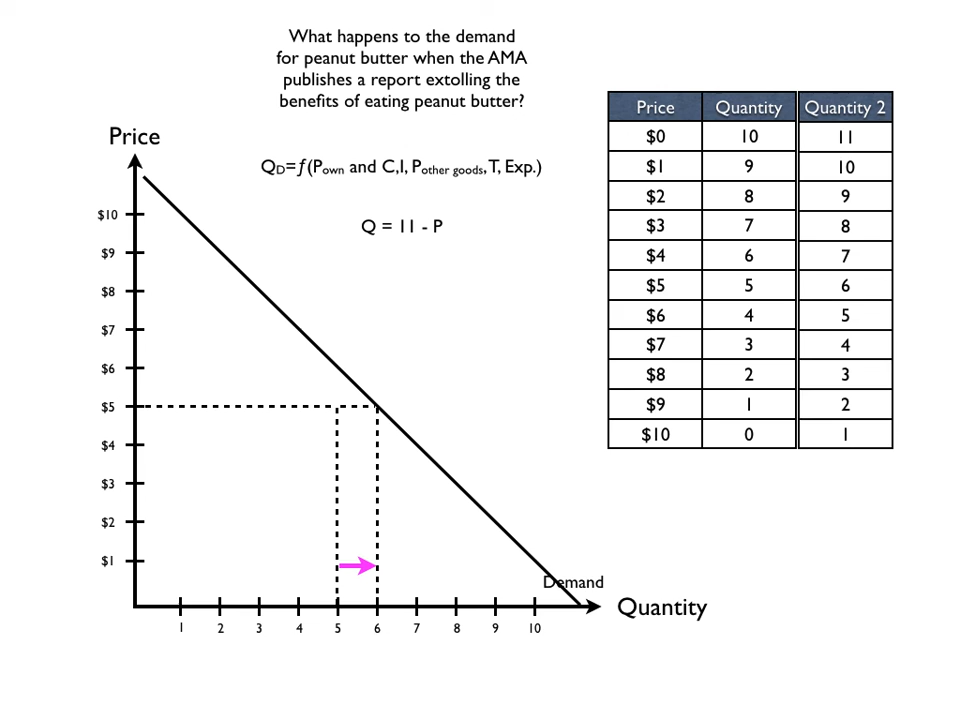 What happens to the demand
for peanut butter when the AMA
publishes a report extolling the
benefits of eating peanut butter?
QD=ƒ(Pown and C,I, Pother goods, T, Exp.)
Q = 11 - P
Price
$10
$9
$8
$7
$6
$5
$4
$3
$2
$1
1 2 3 4 5 6 7 8 9 10
Demand
Quantity
Price Quantity Quantity 2
$0 10 11
$1 9 10
$2 8 9
$3 7 8
$4 6 7
$5 5 6
$6 4 5
$7 3 4
$8 2 3
$9 1 2
$10 0 1